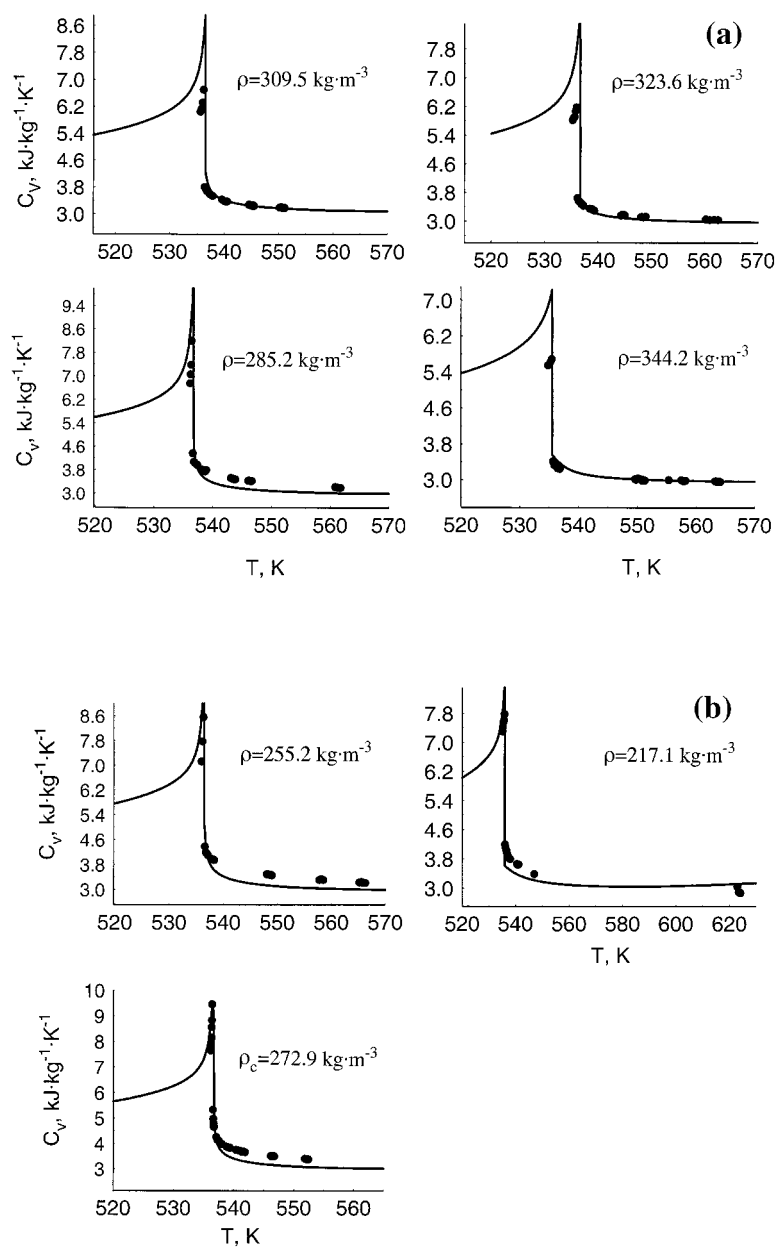 (a)
C_V, kJ·kg⁻¹·K⁻¹
8.6
7.8
7.0
6.2
5.4
4.6
3.8
3.0
ρ=309.5 kg·m⁻³
520 530 540 550 560 570
7.8
7.0
6.2
5.4
4.6
3.8
3.0
ρ=323.6 kg·m⁻³
520 530 540 550 560 570
C_V, kJ·kg⁻¹·K⁻¹
9.4
8.6
7.8
7.0
6.2
5.4
4.6
3.8
3.0
ρ=285.2 kg·m⁻³
520 530 540 550 560 570
T, K
7.0
6.2
5.4
4.6
3.8
3.0
ρ=344.2 kg·m⁻³
520 530 540 550 560 570
T, K
(b)
C_V, kJ·kg⁻¹·K⁻¹
8.6
7.8
7.0
6.2
5.4
4.6
3.8
3.0
ρ=255.2 kg·m⁻³
520 530 540 550 560 570
7.8
7.0
6.2
5.4
4.6
3.8
3.0
ρ=217.1 kg·m⁻³
520 540 560 580 600 620
T, K
C_V, kJ·kg⁻¹·K⁻¹
10
9
8
7
6
5
4
3
ρ_c=272.9 kg·m⁻³
520 530 540 550 560
T, K